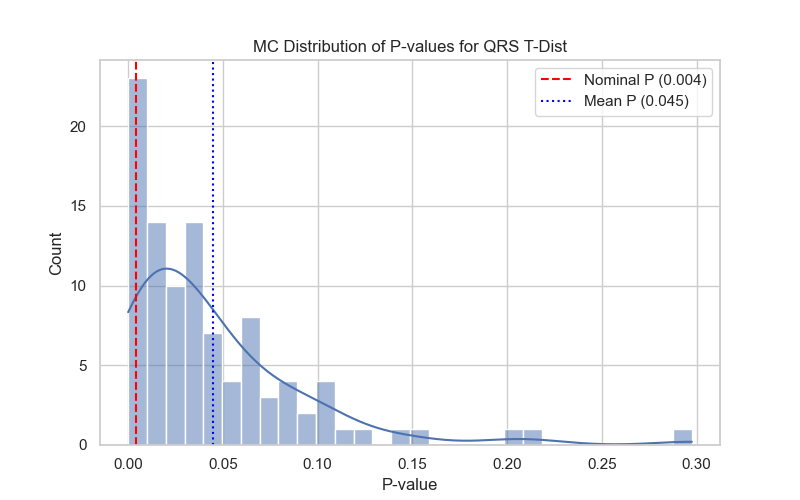 MC Distribution of P-values for QRS T-Dist
Nominal P (0.004)
Mean P (0.045)
Count
20
15
10
5
0
0.00 0.05 0.10 0.15 0.20 0.25 0.30
P-value